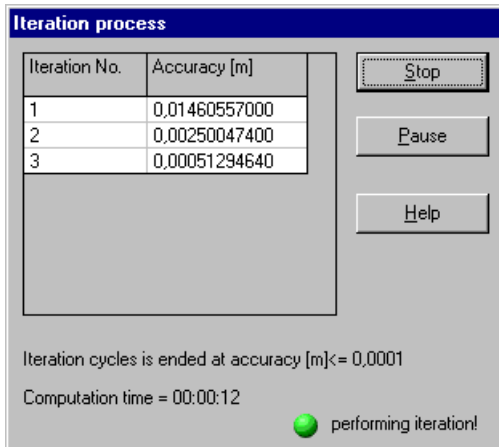 Iteration process
Iteration No. Accuracy [m]
1 0,01460557000
2 0,00250047400
3 0,00051294640
Stop
Pause
Help
Iteration cycles is ended at accuracy [m]<= 0,0001
Computation time = 00:00:12
performing iteration!